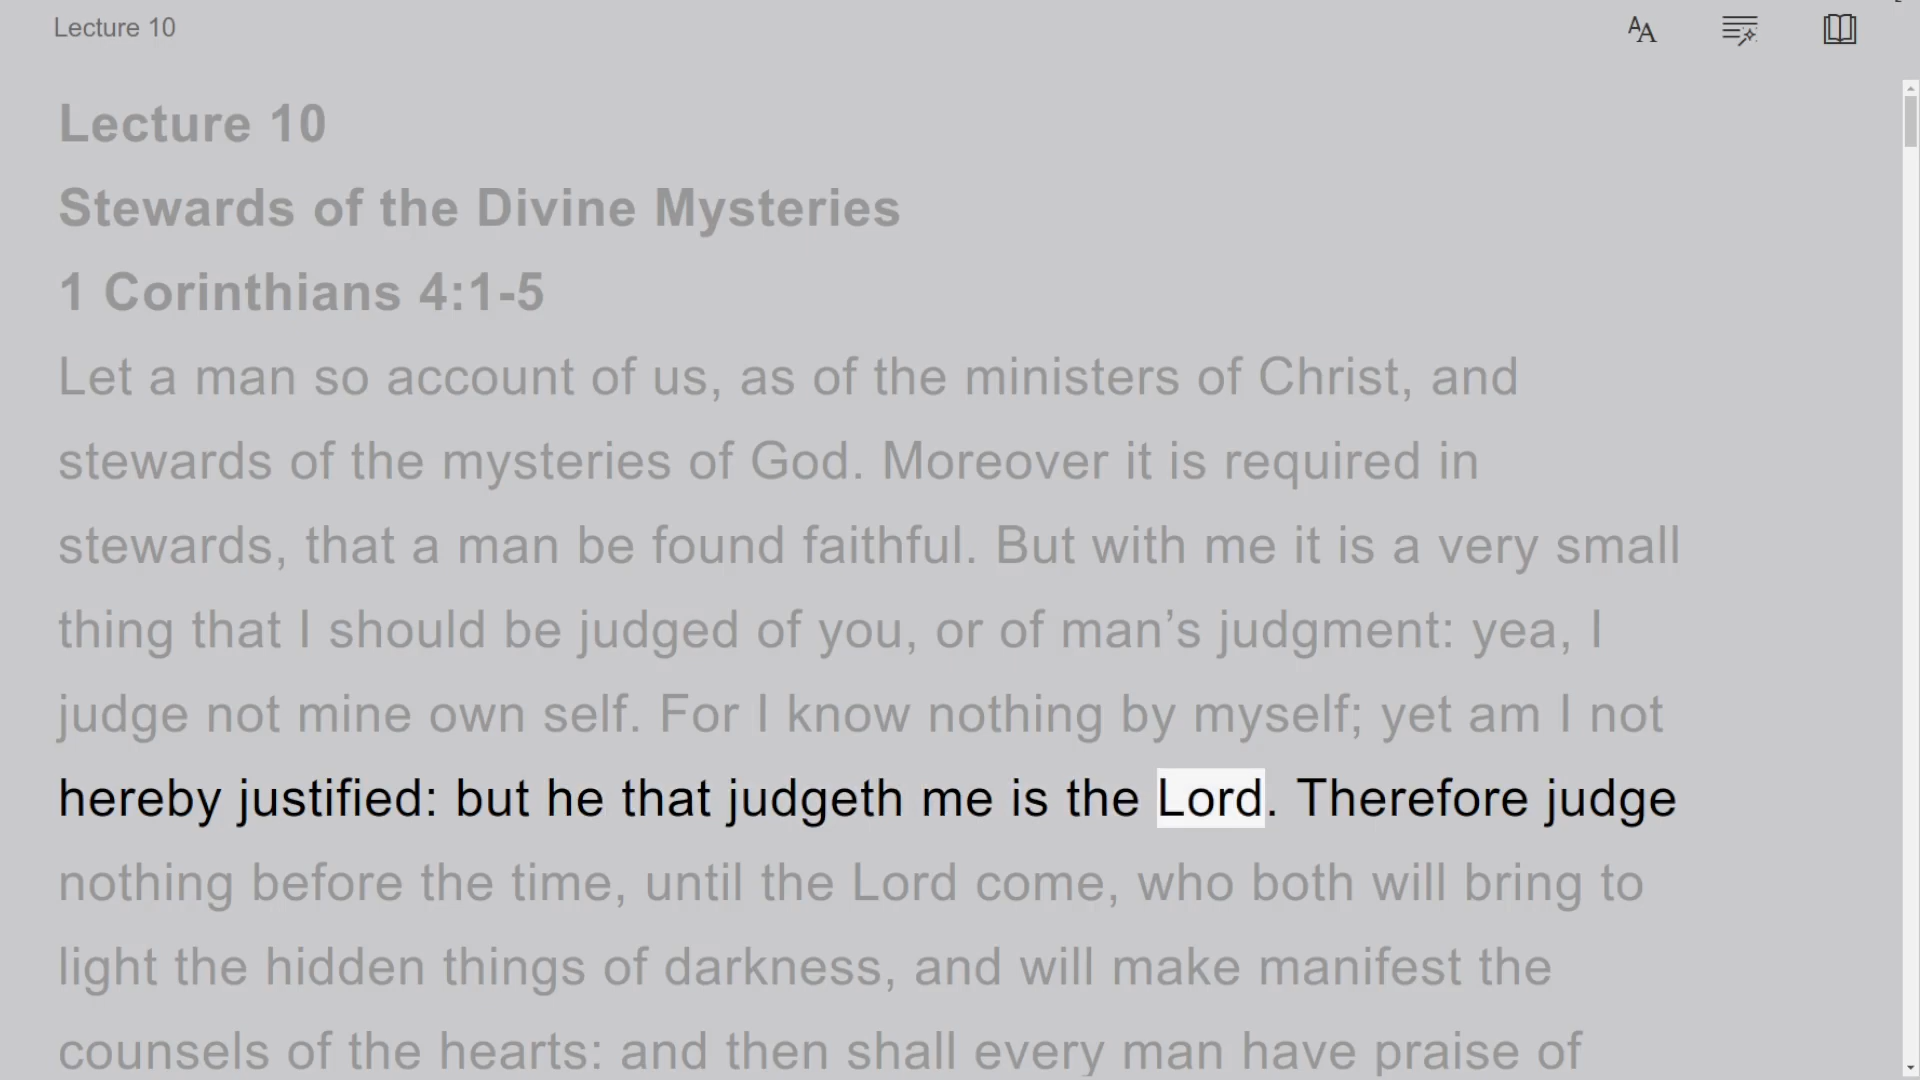 Lecture 10
Lecture 10
Stewards of the Divine Mysteries
1 Corinthians 4:1-5
Let a man so account of us, as of the ministers of Christ, and
stewards of the mysteries of God. Moreover it is required in
stewards, that a man be found faithful. But with me it is a very small
thing that I should be judged of you, or of man’s judgment: yea, I
judge not mine own self. For I know nothing by myself; yet am I not
hereby justified: but he that judgeth me is the Lord. Therefore judge
nothing before the time, until the Lord come, who both will bring to
light the hidden things of darkness, and will make manifest the
counsels of the hearts: and then shall every man have praise of